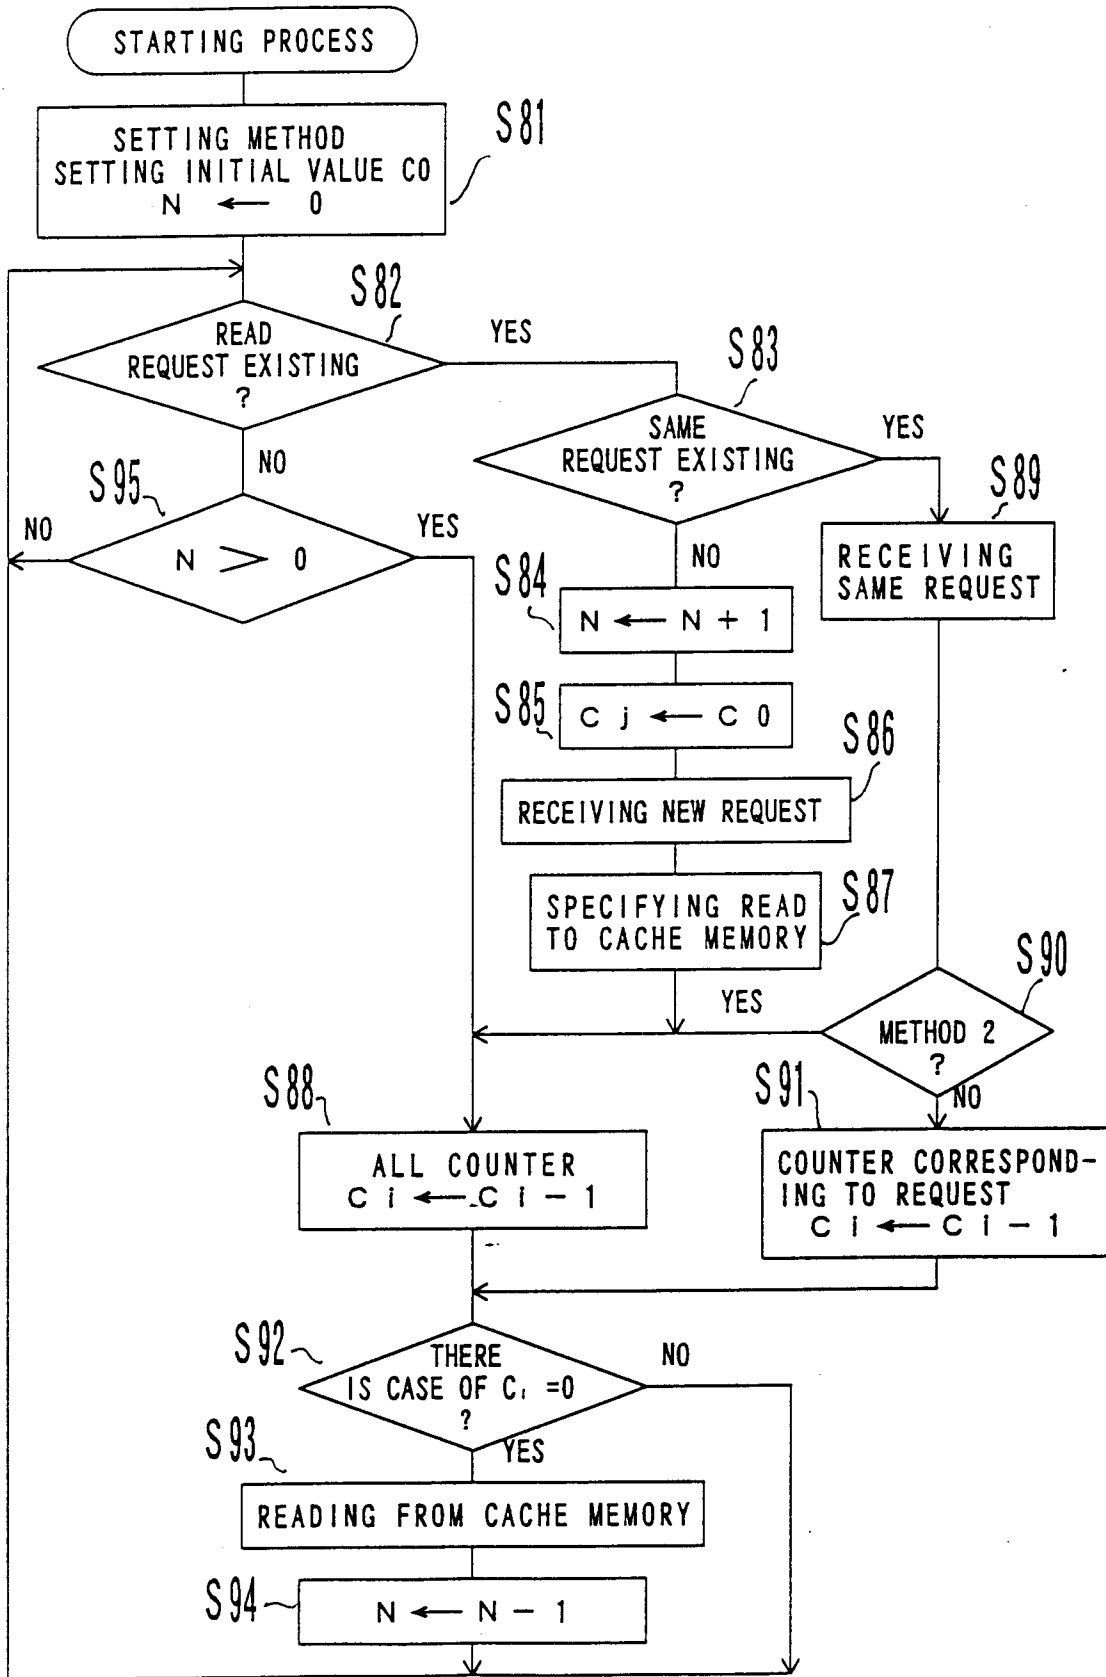 STARTING PROCESS
S81
SETTING METHOD
SETTING INITIAL VALUE C0
N ← 0
S82
READ
REQUEST EXISTING
?
YES
NO
S83
SAME
REQUEST EXISTING
?
YES
NO
S95
N > 0
NO
YES
S89
RECEIVING
SAME REQUEST
S84
N ← N + 1
S85
C j ← C 0
S86
RECEIVING NEW REQUEST
S87
SPECIFYING READ
TO CACHE MEMORY
S90
METHOD 2
?
YES
NO
S88
ALL COUNTER
C i ← C i - 1
S91
COUNTER CORRESPOND-
ING TO REQUEST
C i ← C i - 1
S92
THERE
IS CASE OF Ci =0
?
NO
YES
S93
READING FROM CACHE MEMORY
S94
N ← N - 1